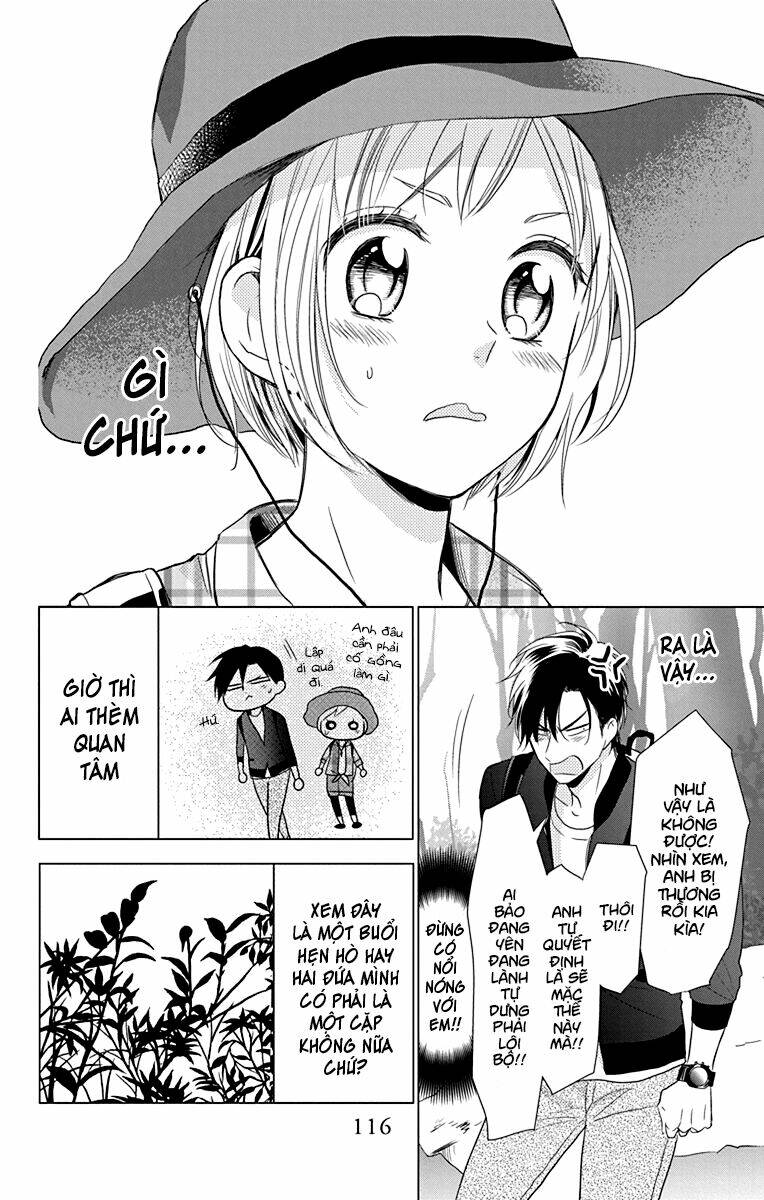 GÌ
CHỨ...
RA LÀ
VẬY...
NHƯ
VẬY LÀ
KHÔNG
ĐƯỢC!
NHÌN XEM,
ANH BỊ
THƯƠNG
RỒI KIA
KÌA!
THÔI
ĐI!!
ANH
TỰ
QUYẾT
ĐỊNH
LÀ SẼ
MẶC
THẾ
NÀY
MÀ!!
AI
BẢO
ĐANG
YÊN
ĐANG
LÀNH
TỰ
DƯNG
PHẢI
LỘI
BỘ!!
ĐỪNG
CÓ
NỔI
NÓNG
VỚI
EM!!
Anh đâu
cần phải
cố gồng
làm gì.
Lập
dị quá
đi.
Hứ
GIỜ THÌ
AI THÈM
QUAN
TÂM
XEM ĐÂY
LÀ MỘT BUỔI
HẸN HÒ HAY
HAI ĐỨA MÌNH
CÓ PHẢI LÀ
MỘT CẶP
KHÔNG NỮA
CHỨ?
116